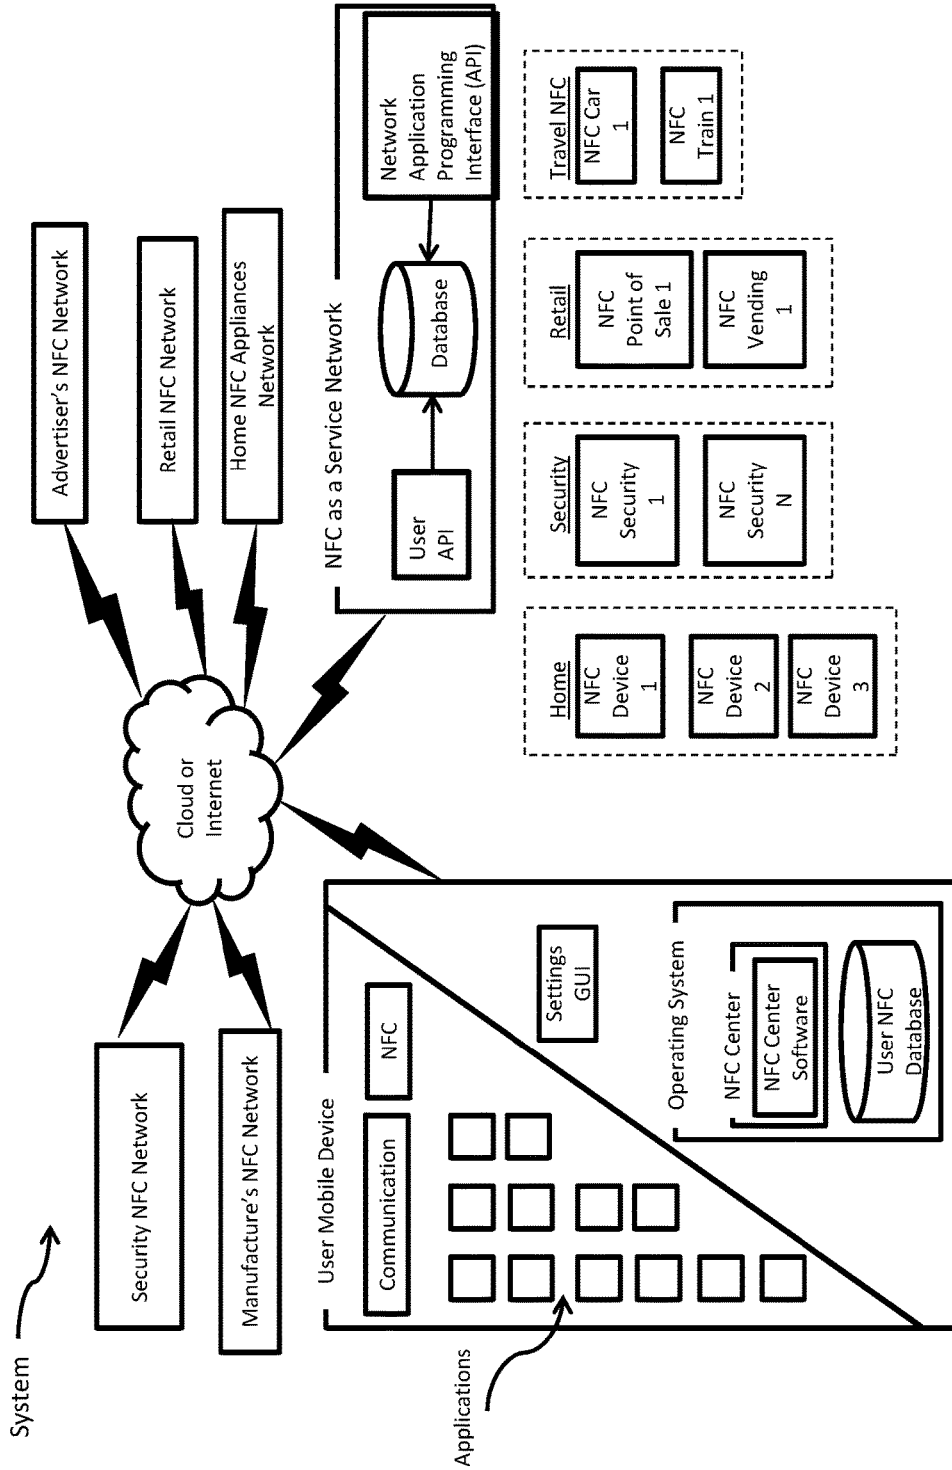 System
Security NFC Network
Manufacture's NFC Network
Cloud or
Internet
Advertiser's NFC Network
Retail NFC Network
Home NFC Appliances
Network
User Mobile Device
Communication
NFC
Applications
Settings
GUI
Operating System
NFC Center
NFC Center
Software
User NFC
Database
NFC as a Service Network
User
API
Database
Network
Application
Programming
Interface (API)
Home
NFC
Device
1
NFC
Device
2
NFC
Device
3
Security
NFC
Security
1
NFC
Security
N
Retail
NFC
Point of
Sale 1
NFC
Vending
1
Travel NFC
NFC Car
1
NFC
Train 1